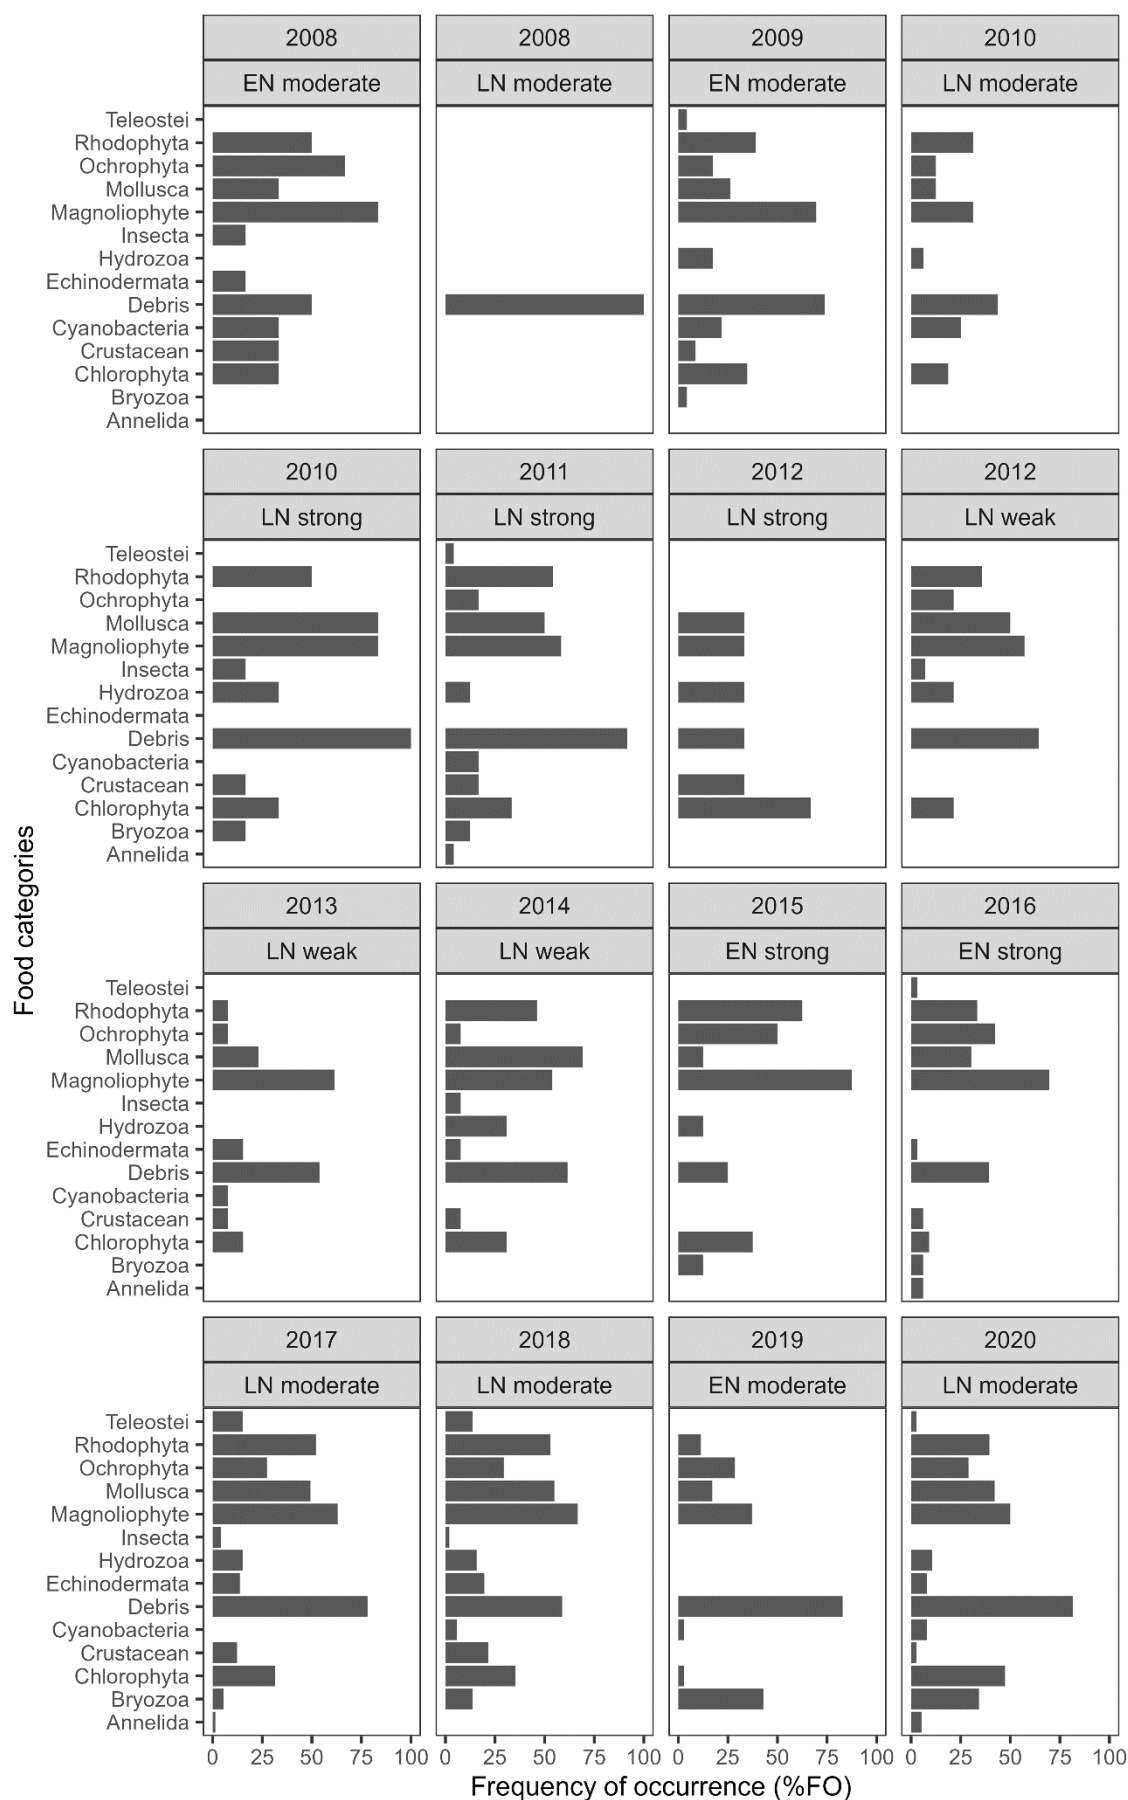 2008 2008 2009 2010
EN moderate LN moderate EN moderate LN moderate
Teleostei
Rhodophyta
Ochrophyta
Mollusca
Magnoliophyte
Insecta
Hydrozoa
Echinodermata
Debris
Cyanobacteria
Crustacean
Chlorophyta
Bryozoa
Annelida
2010 2011 2012 2012
LN strong LN strong LN strong LN weak
Teleostei
Rhodophyta
Ochrophyta
Mollusca
Magnoliophyte
Insecta
Hydrozoa
Echinodermata
Debris
Cyanobacteria
Crustacean
Chlorophyta
Bryozoa
Annelida
Food categories
2013 2014 2015 2016
LN weak LN weak EN strong EN strong
Teleostei
Rhodophyta
Ochrophyta
Mollusca
Magnoliophyte
Insecta
Hydrozoa
Echinodermata
Debris
Cyanobacteria
Crustacean
Chlorophyta
Bryozoa
Annelida
2017 2018 2019 2020
LN moderate LN moderate EN moderate LN moderate
Teleostei
Rhodophyta
Ochrophyta
Mollusca
Magnoliophyte
Insecta
Hydrozoa
Echinodermata
Debris
Cyanobacteria
Crustacean
Chlorophyta
Bryozoa
Annelida
0 25 50 75 100 0 25 50 75 100 0 25 50 75 100 0 25 50 75 100
Frequency of occurrence (%FO)